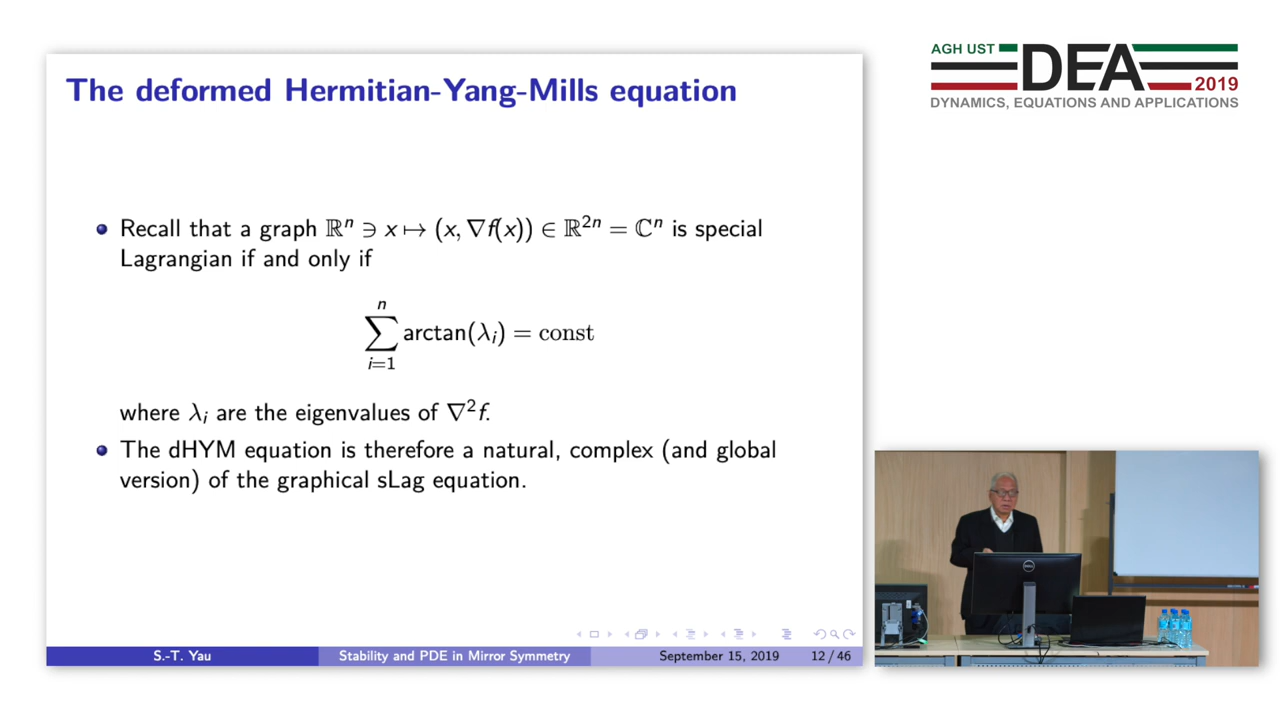 The deformed Hermitian-Yang-Mills equation
Recall that a graph ℝⁿ ∋ x ↦ (x, ∇f(x)) ∈ ℝ²ⁿ = ℂⁿ is special
Lagrangian if and only if
n
∑ arctan(λᵢ) = const
i=1
where λᵢ are the eigenvalues of ∇²f.
The dHYM equation is therefore a natural, complex (and global
version) of the graphical sLag equation.
S.-T. Yau Stability and PDE in Mirror Symmetry September 15, 2019 12 / 46
AGH UST
DEA
2019
DYNAMICS, EQUATIONS AND APPLICATIONS
DELL